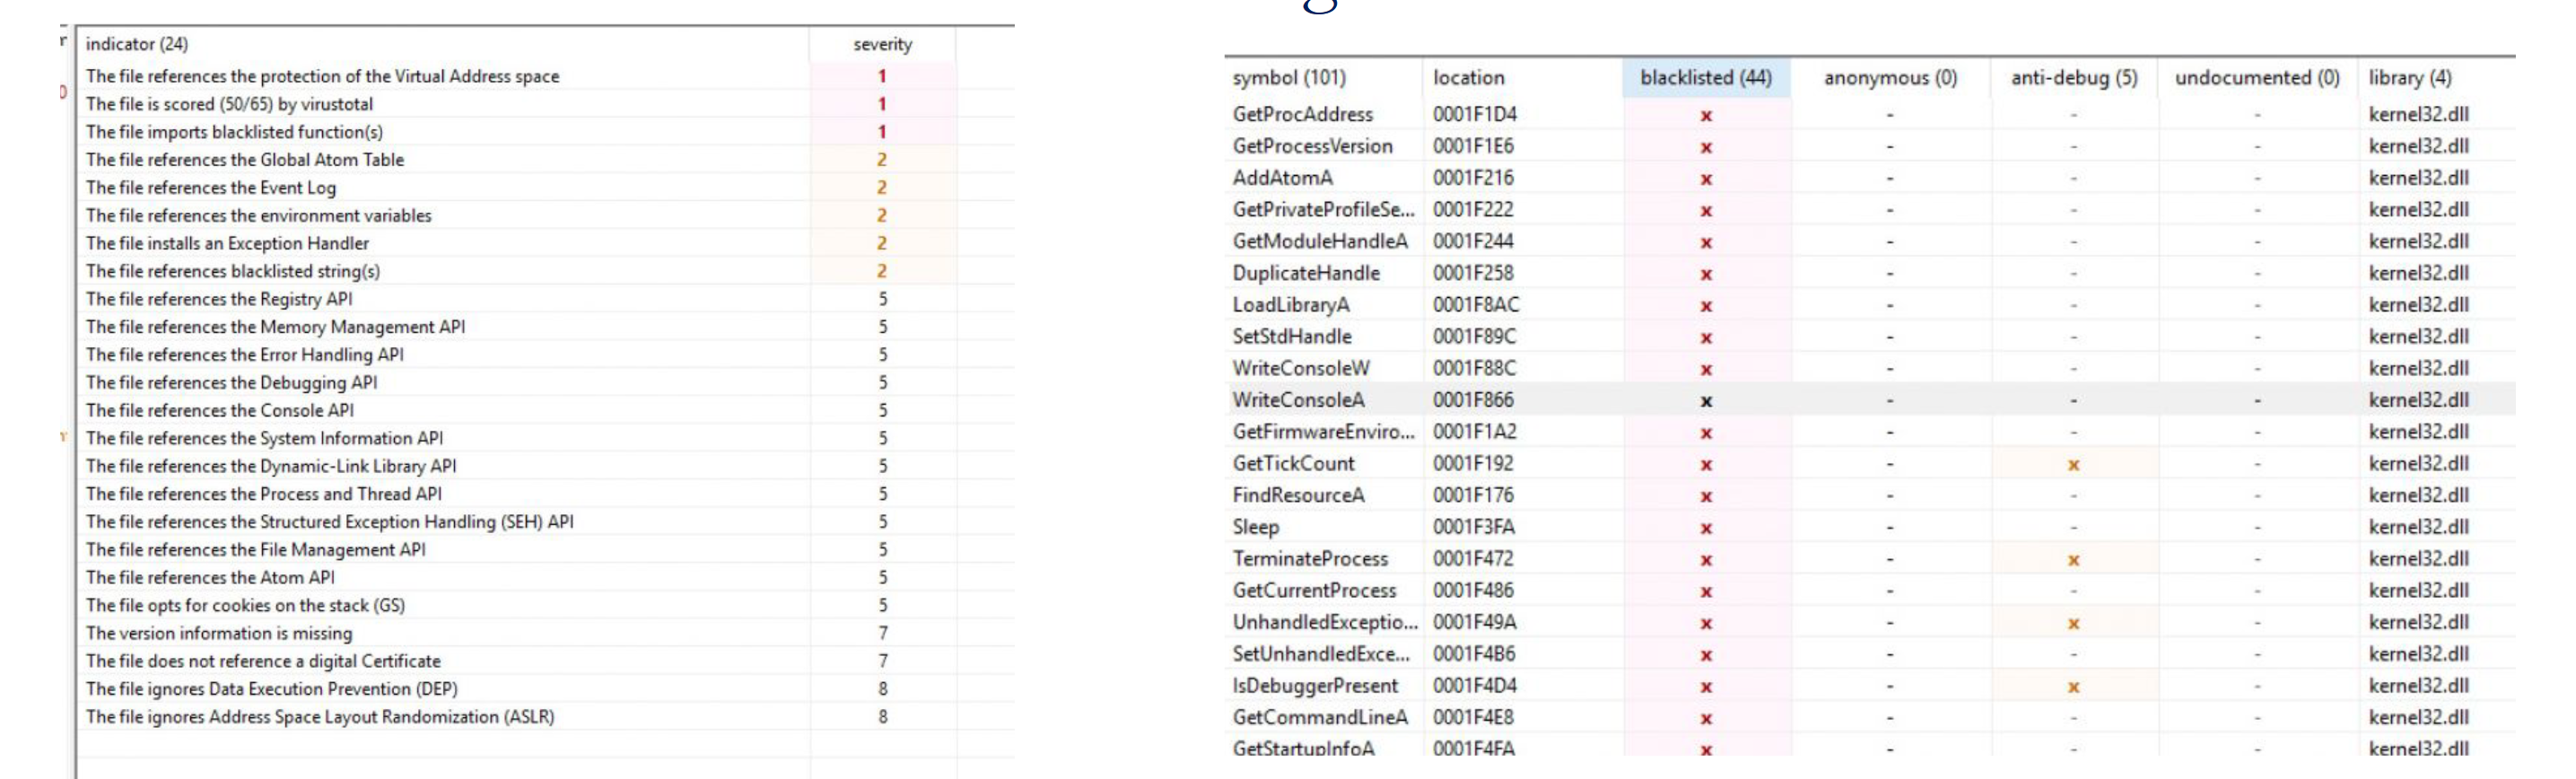 indicator (24) severity
The file references the protection of the Virtual Address space 1
The file is scored (50/65) by virustotal 1
The file imports blacklisted function(s) 1
The file references the Global Atom Table 2
The file references the Event Log 2
The file references the environment variables 2
The file installs an Exception Handler 2
The file references blacklisted string(s) 2
The file references the Registry API 5
The file references the Memory Management API 5
The file references the Error Handling API 5
The file references the Debugging API 5
The file references the Console API 5
The file references the System Information API 5
The file references the Dynamic-Link Library API 5
The file references the Process and Thread API 5
The file references the Structured Exception Handling (SEH) API 5
The file references the File Management API 5
The file references the Atom API 5
The file opts for cookies on the stack (GS) 5
The version information is missing 7
The file does not reference a digital Certificate 7
The file ignores Data Execution Prevention (DEP) 8
The file ignores Address Space Layout Randomization (ASLR) 8
symbol (101) location blacklisted (44) anonymous (0) anti-debug (5) undocumented (0) library (4)
GetProcAddress 0001F1D4 x - - - kernel32.dll
GetProcessVersion 0001F1E6 x - - - kernel32.dll
AddAtomA 0001F216 x - - - kernel32.dll
GetPrivateProfileSe... 0001F222 x - - - kernel32.dll
GetModuleHandleA 0001F244 x - - - kernel32.dll
DuplicateHandle 0001F258 x - - - kernel32.dll
LoadLibraryA 0001F8AC x - - - kernel32.dll
SetStdHandle 0001F89C x - - - kernel32.dll
WriteConsoleW 0001F88C x - - - kernel32.dll
WriteConsoleA 0001F866 x - - - kernel32.dll
GetFirmwareEnviro... 0001F1A2 x - - - kernel32.dll
GetTickCount 0001F192 x - x - kernel32.dll
FindResourceA 0001F176 x - - - kernel32.dll
Sleep 0001F3FA x - - - kernel32.dll
TerminateProcess 0001F472 x - x - kernel32.dll
GetCurrentProcess 0001F486 x - - - kernel32.dll
UnhandledExceptio... 0001F49A x - x - kernel32.dll
SetUnhandledExce... 0001F4B6 x - - - kernel32.dll
IsDebuggerPresent 0001F4D4 x - x - kernel32.dll
GetCommandLineA 0001F4E8 x - - - kernel32.dll
GetStartupInfoA 0001F4FA x - - - kernel32.dll